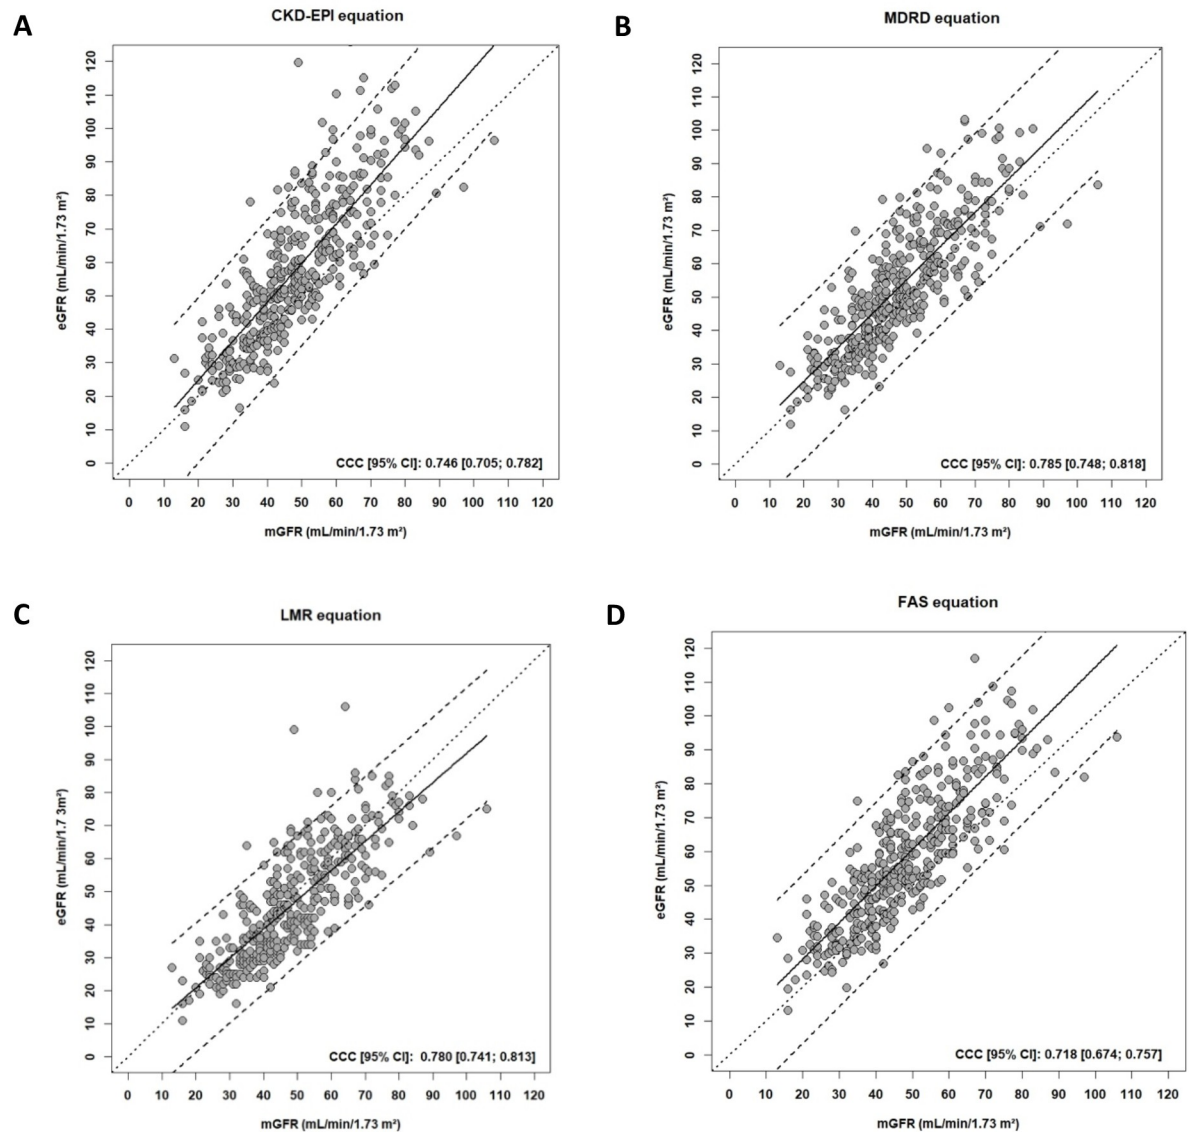 A
CKD-EPI equation
eGFR (mL/min/1.73 m²)
120
110
100
90
80
70
60
50
40
30
20
10
0
CCC [95% CI]: 0.746 [0.705; 0.782]
0 10 20 30 40 50 60 70 80 90 100 110 120
mGFR (mL/min/1.73 m²)
B
MDRD equation
eGFR (mL/min/1.73 m²)
120
110
100
90
80
70
60
50
40
30
20
10
0
CCC [95% CI]: 0.785 [0.748; 0.818]
0 10 20 30 40 50 60 70 80 90 100 110 120
mGFR (mL/min/1.73 m²)
C
LMR equation
eGFR (mL/min/1.7 3m²)
120
110
100
90
80
70
60
50
40
30
20
10
0
CCC [95% CI]: 0.780 [0.741; 0.813]
0 10 20 30 40 50 60 70 80 90 100 110 120
mGFR (mL/min/1.73 m²)
D
FAS equation
eGFR (mL/min/1.73 m²)
120
110
100
90
80
70
60
50
40
30
20
10
0
CCC [95% CI]: 0.718 [0.674; 0.757]
0 10 20 30 40 50 60 70 80 90 100 110 120
mGFR (mL/min/1.73 m²)